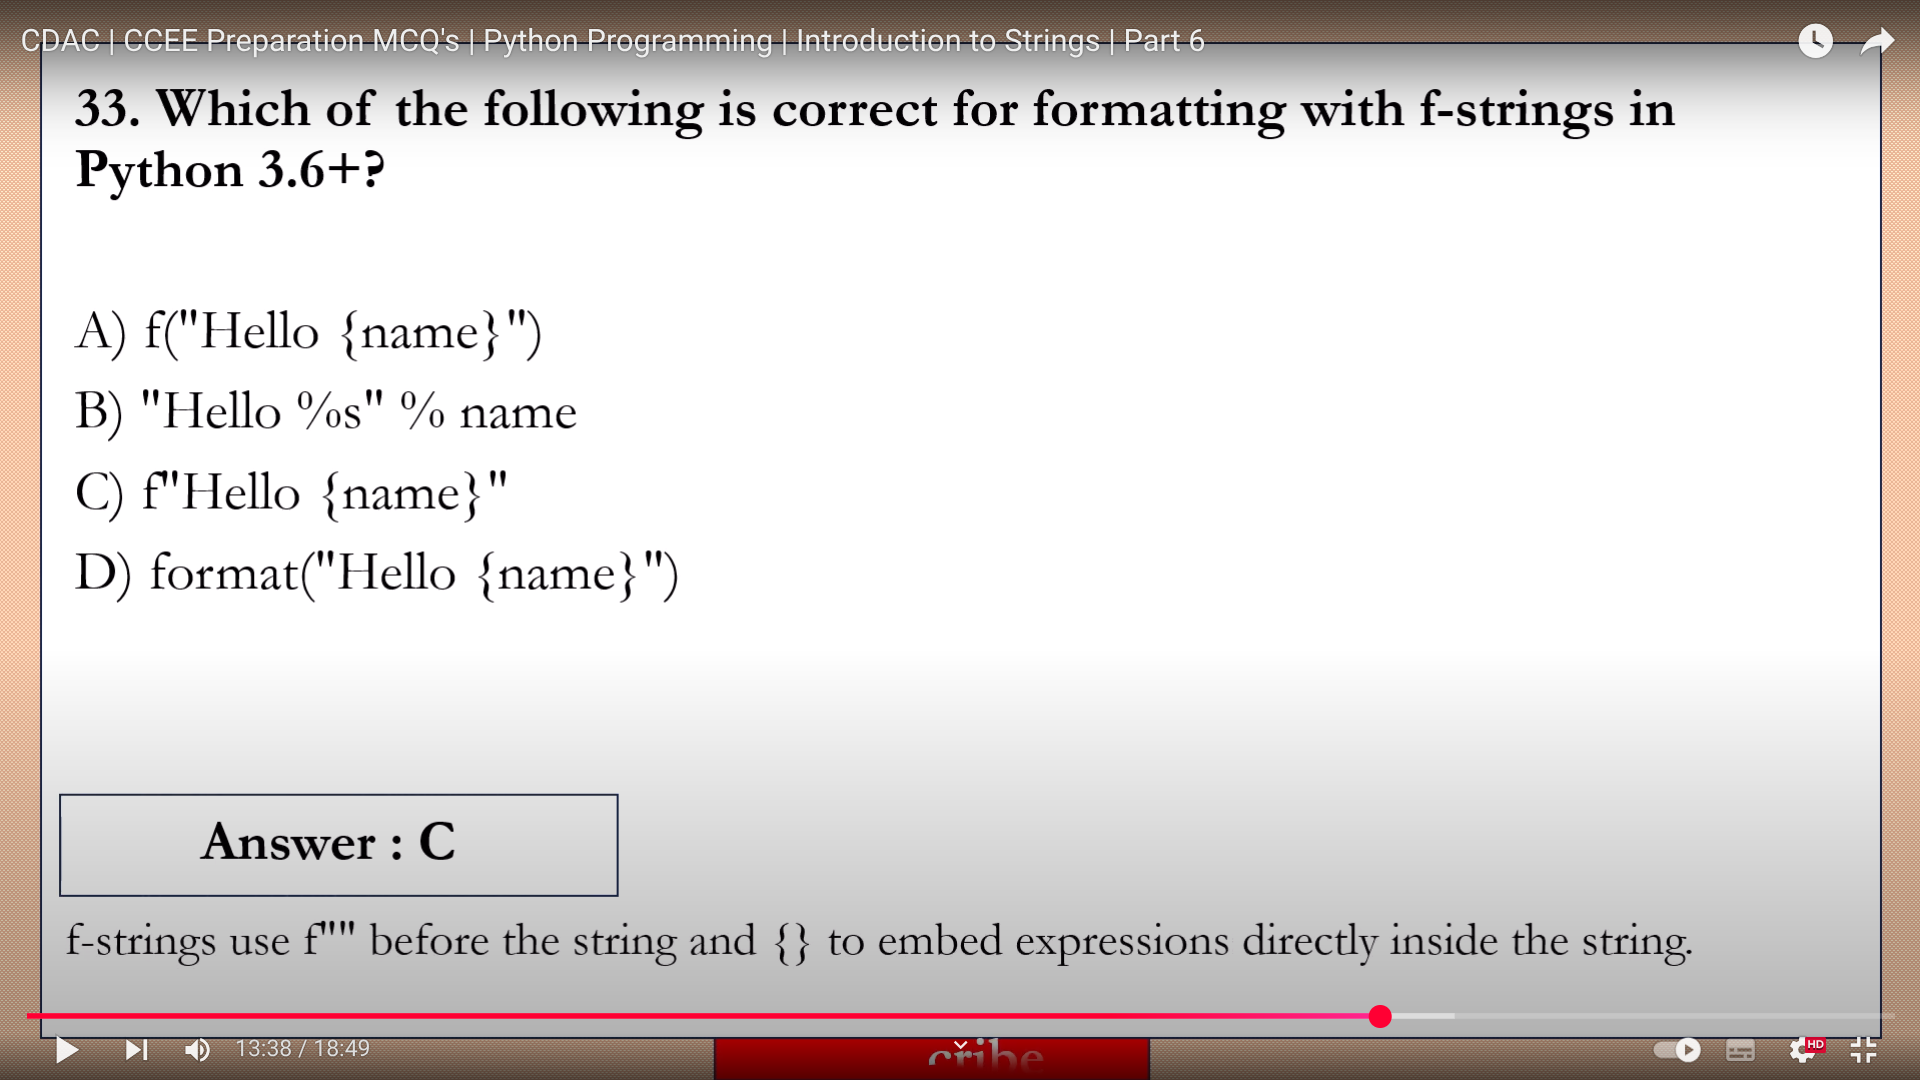 CDAC | CCEE Preparation MCQ's | Python Programming | Introduction to Strings | Part 6
33. Which of the following is correct for formatting with f-strings in
Python 3.6+?
A) f("Hello {name}")
B) "Hello %s" % name
C) f"Hello {name}"
D) format("Hello {name}")
Answer : C
f-strings use f"" before the string and {} to embed expressions directly inside the string.
13:38 / 18:49
cribe
HD